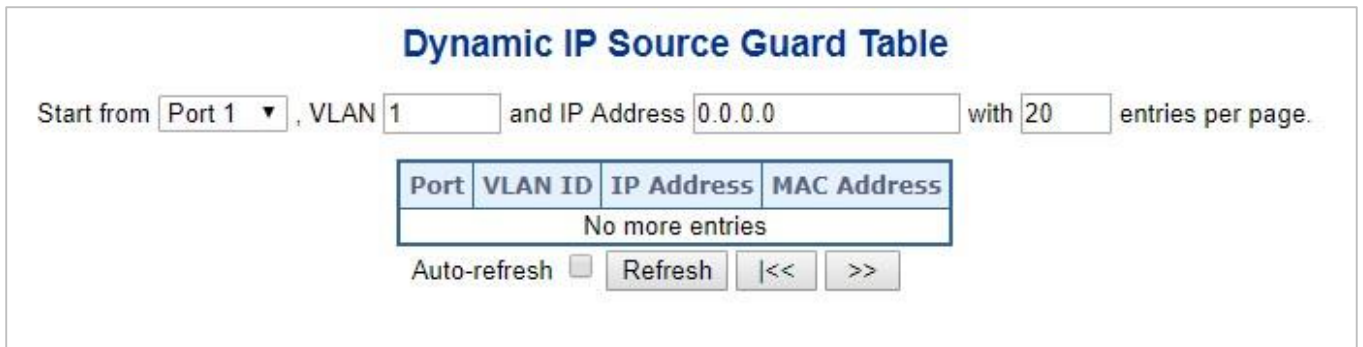 Dynamic IP Source Guard Table
Start from Port 1 ▼ , VLAN 1 and IP Address 0.0.0.0 with 20 entries per page.
Port VLAN ID IP Address MAC Address
No more entries
Auto-refresh Refresh |<< >>